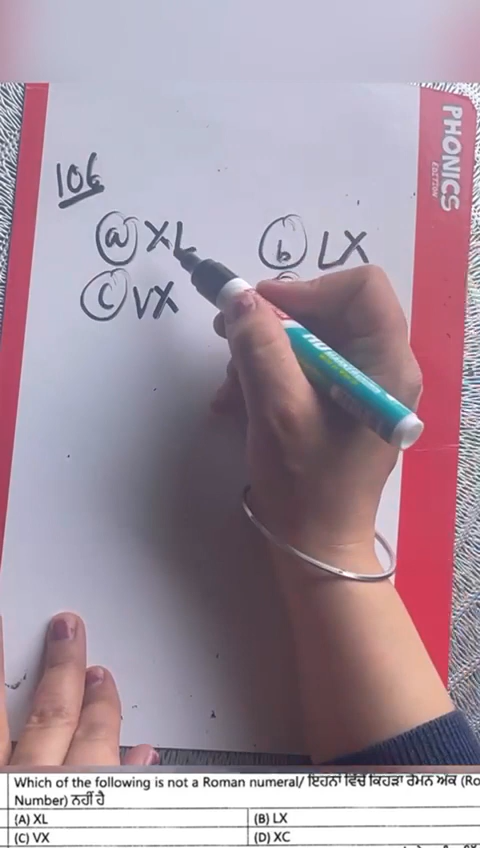 PHONICS
EDITION
106
a XL
b LX
c VX
Which of the following is not a Roman numeral/ ਇਹਨਾਂ ਵਿੱਚੋਂ ਕਿਹੜਾ ਰੋਮਨ ਅੰਕ (Ro
Number) ਨਹੀਂ ਹੈ
(A) XL
(B) LX
(C) VX
(D) XC